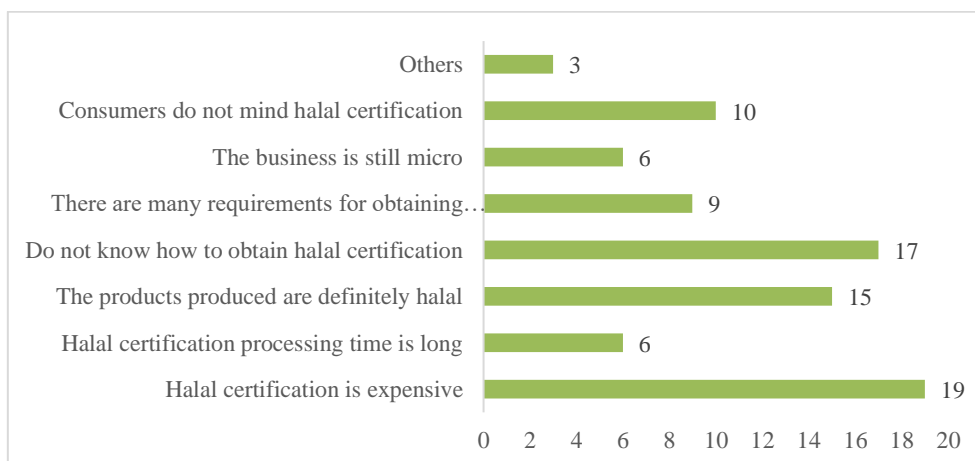 Others 3
Consumers do not mind halal certification 10
The business is still micro 6
There are many requirements for obtaining… 9
Do not know how to obtain halal certification 17
The products produced are definitely halal 15
Halal certification processing time is long 6
Halal certification is expensive 19
0 2 4 6 8 10 12 14 16 18 20